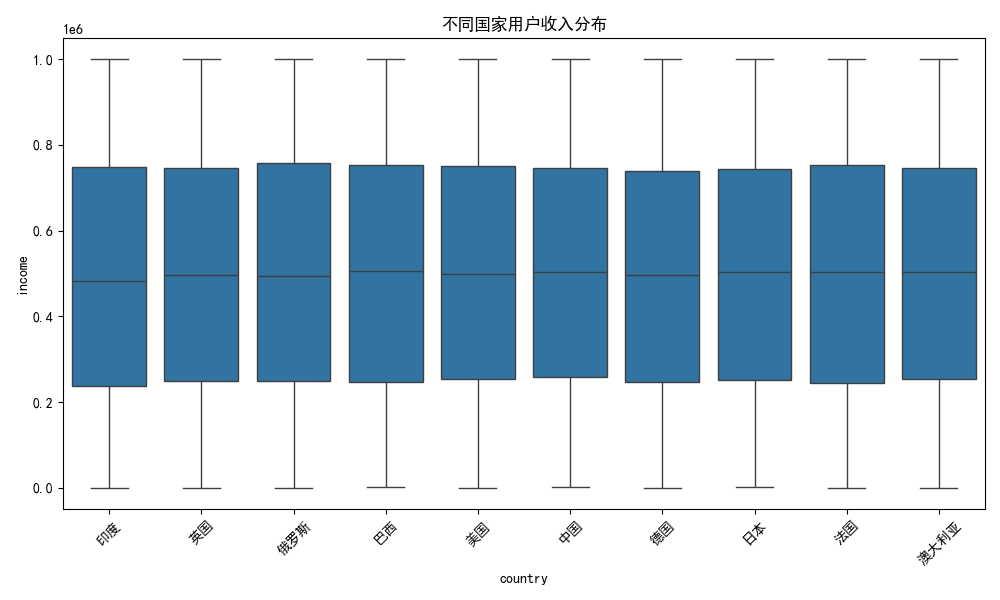 不同国家用户收入分布
1e6
1.0
0.8
0.6
0.4
0.2
0.0
income
印度 英国 俄罗斯 巴西 美国 中国 德国 日本 法国 澳大利亚
country